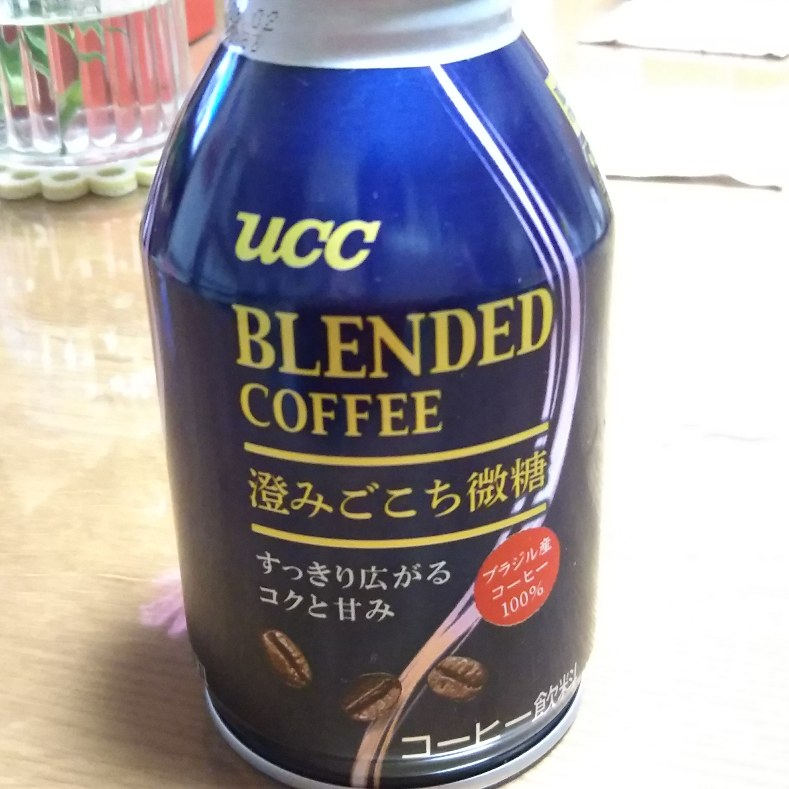 ucc
BLENDED
COFFEE
澄みごこち微糖
すっきり広がる
コクと甘み
ブラジル産
コーヒー
100%
コーヒー飲料